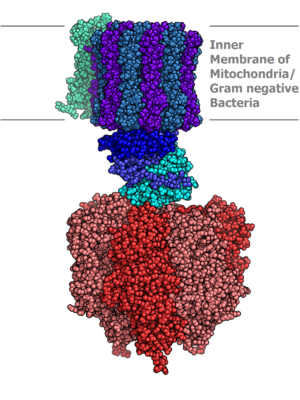 Inner
Membrane of
Mitochondria/
Gram negative
Bacteria